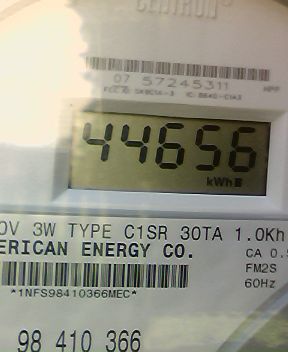 CENTRON
07 57245311
44656
kWh
0V 3W TYPE C1SR 30TA 1.0Kh
ERICAN ENERGY CO.
CA 0.5
FM2S
*1NFS98410366MEC*
60Hz
98 410 366